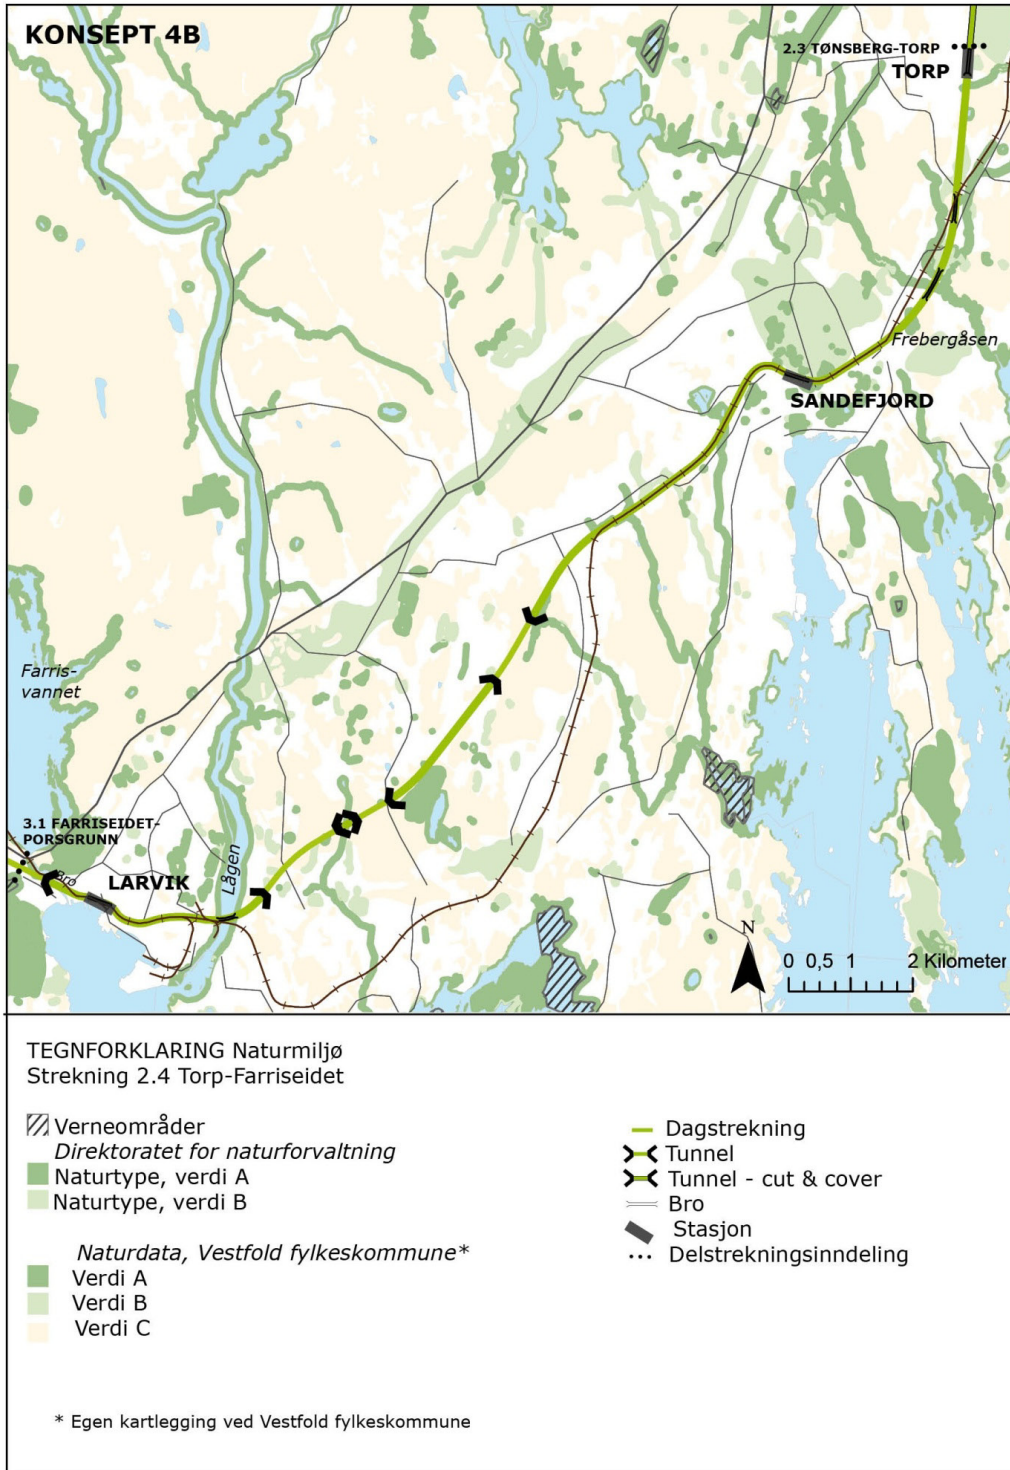 KONSEPT 4B
2.3 TØNSBERG-TORP
TORP
Frebergåsen
SANDEFJORD
Farris-
vannet
3.1 FARRISEIDET-
PORSGRUNN
Bro
LARVIK
Lågen
N
0 0,5 1 2 Kilometer
TEGNFORKLARING Naturmiljø
Strekning 2.4 Torp-Farriseidet
Verneområder
Direktoratet for naturforvaltning
Naturtype, verdi A
Naturtype, verdi B
Naturdata, Vestfold fylkeskommune*
Verdi A
Verdi B
Verdi C
* Egen kartlegging ved Vestfold fylkeskommune
Dagstrekning
Tunnel
Tunnel - cut & cover
Bro
Stasjon
Delstrekningsinndeling